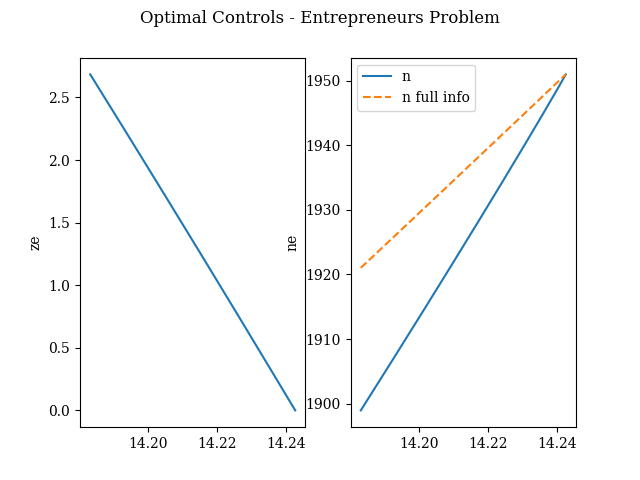 Optimal Controls - Entrepreneurs Problem
ze
2.5
2.0
1.5
1.0
0.5
0.0
14.20 14.22 14.24
ne
1950
1940
1930
1920
1910
1900
n
n full info
14.20 14.22 14.24